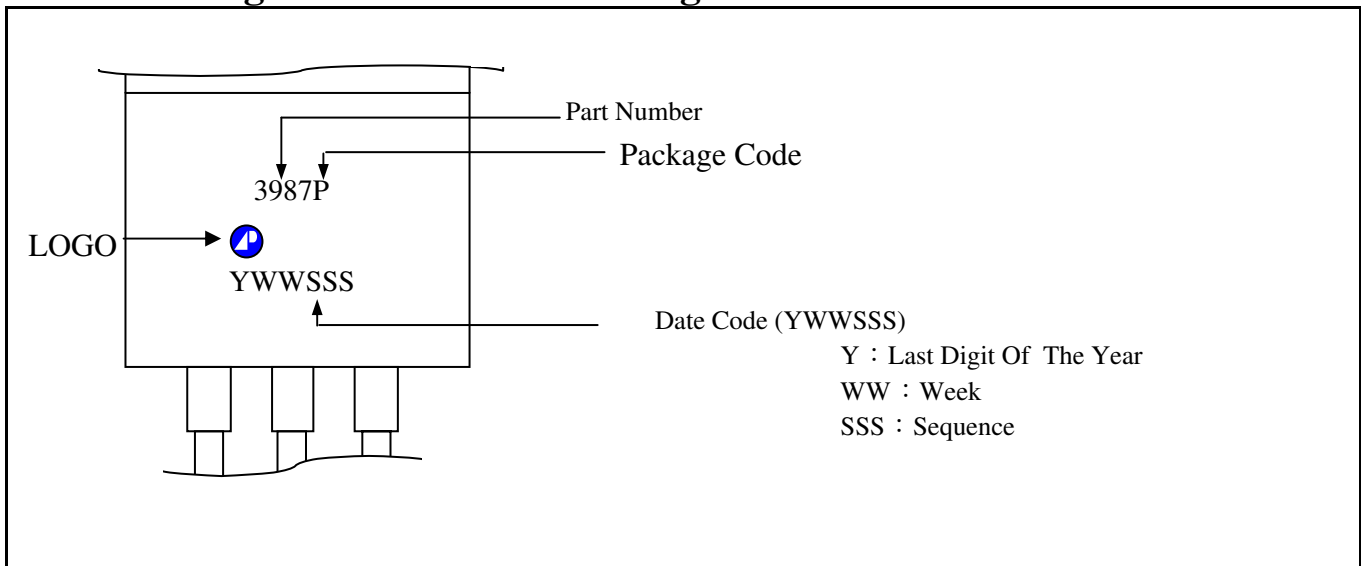 Part Number
Package Code
3987P
LOGO
YWWSSS
Date Code (YWWSSS)
Y：Last Digit Of The Year
WW：Week
SSS：Sequence